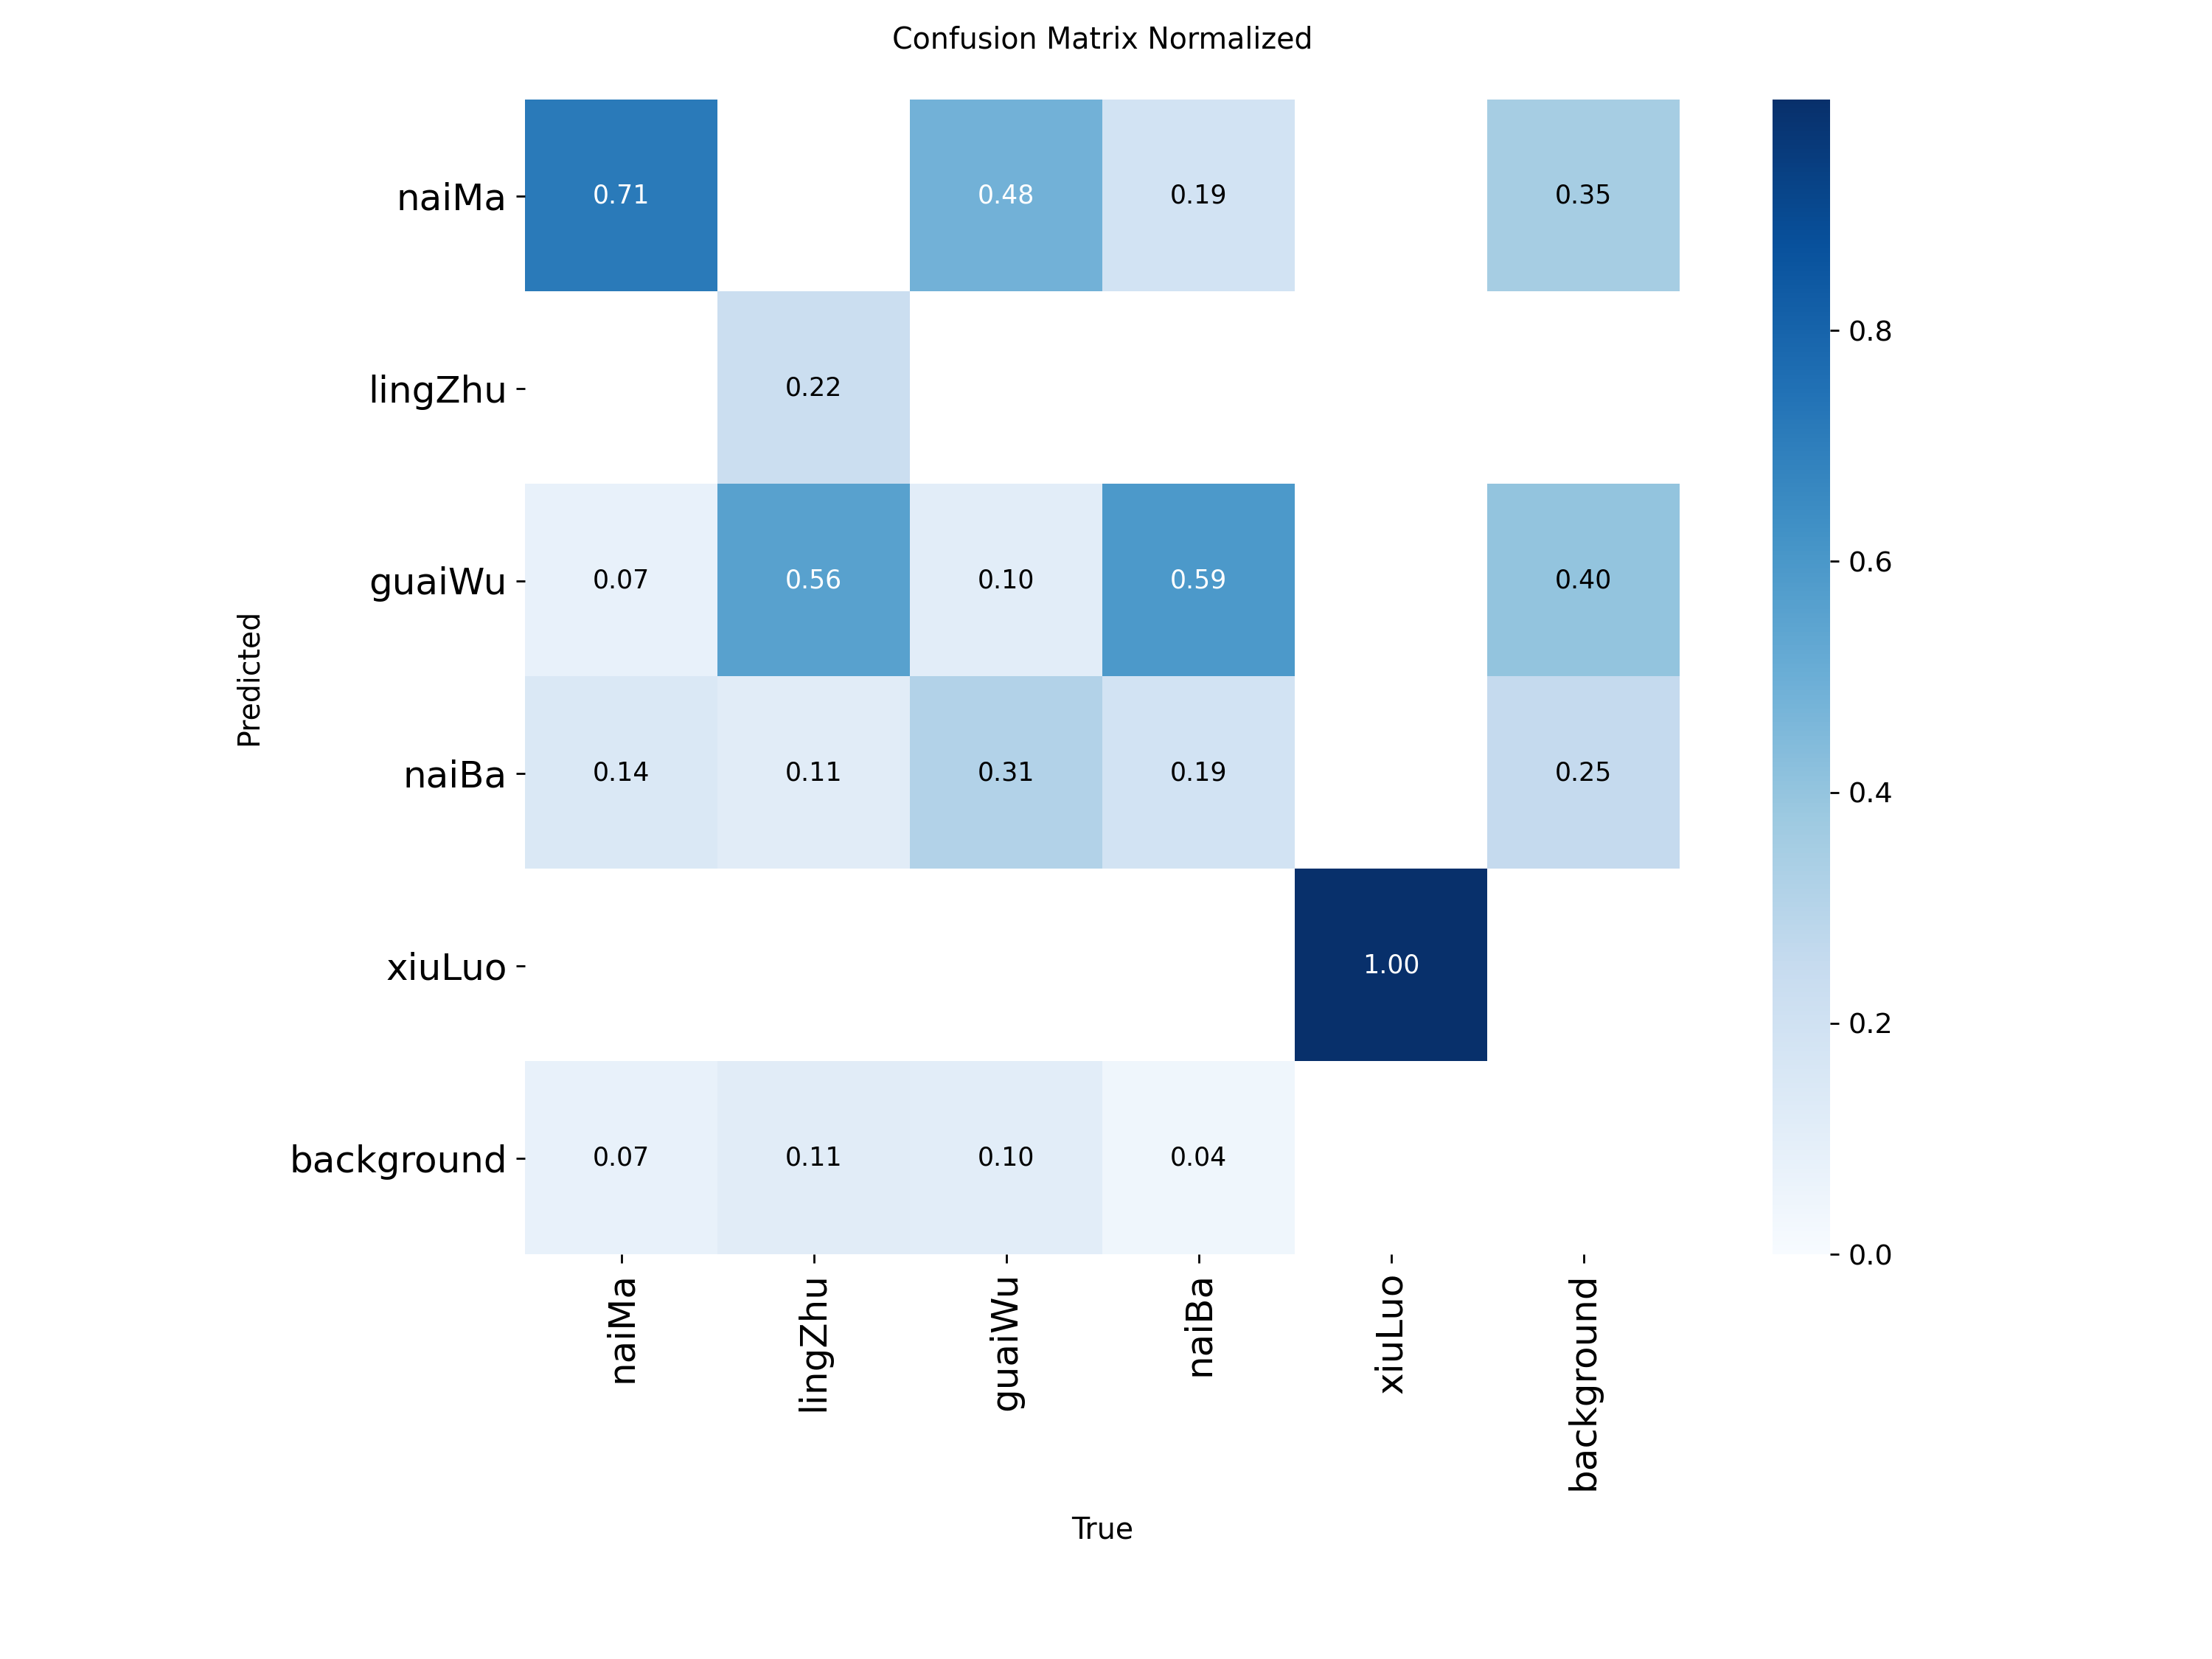 Confusion Matrix Normalized
naiMa
0.71
0.48
0.19
0.35
lingZhu
0.22
guaiWu
0.07
0.56
0.10
0.59
0.40
naiBa
0.14
0.11
0.31
0.19
0.25
xiuLuo
1.00
background
0.07
0.11
0.10
0.04
Predicted
naiMa
lingZhu
guaiWu
naiBa
xiuLuo
background
True
0.8
0.6
0.4
0.2
0.0